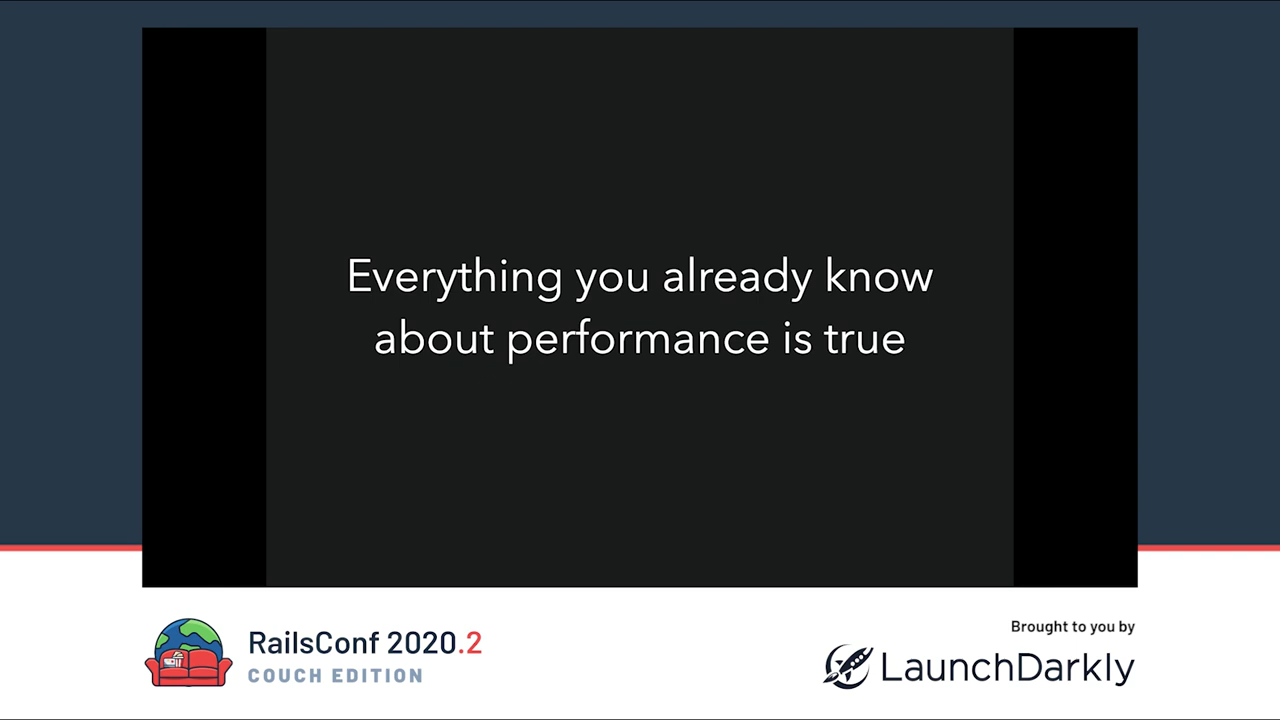 Everything you already know
about performance is true
RailsConf 2020.2
COUCH EDITION
Brought to you by
LaunchDarkly